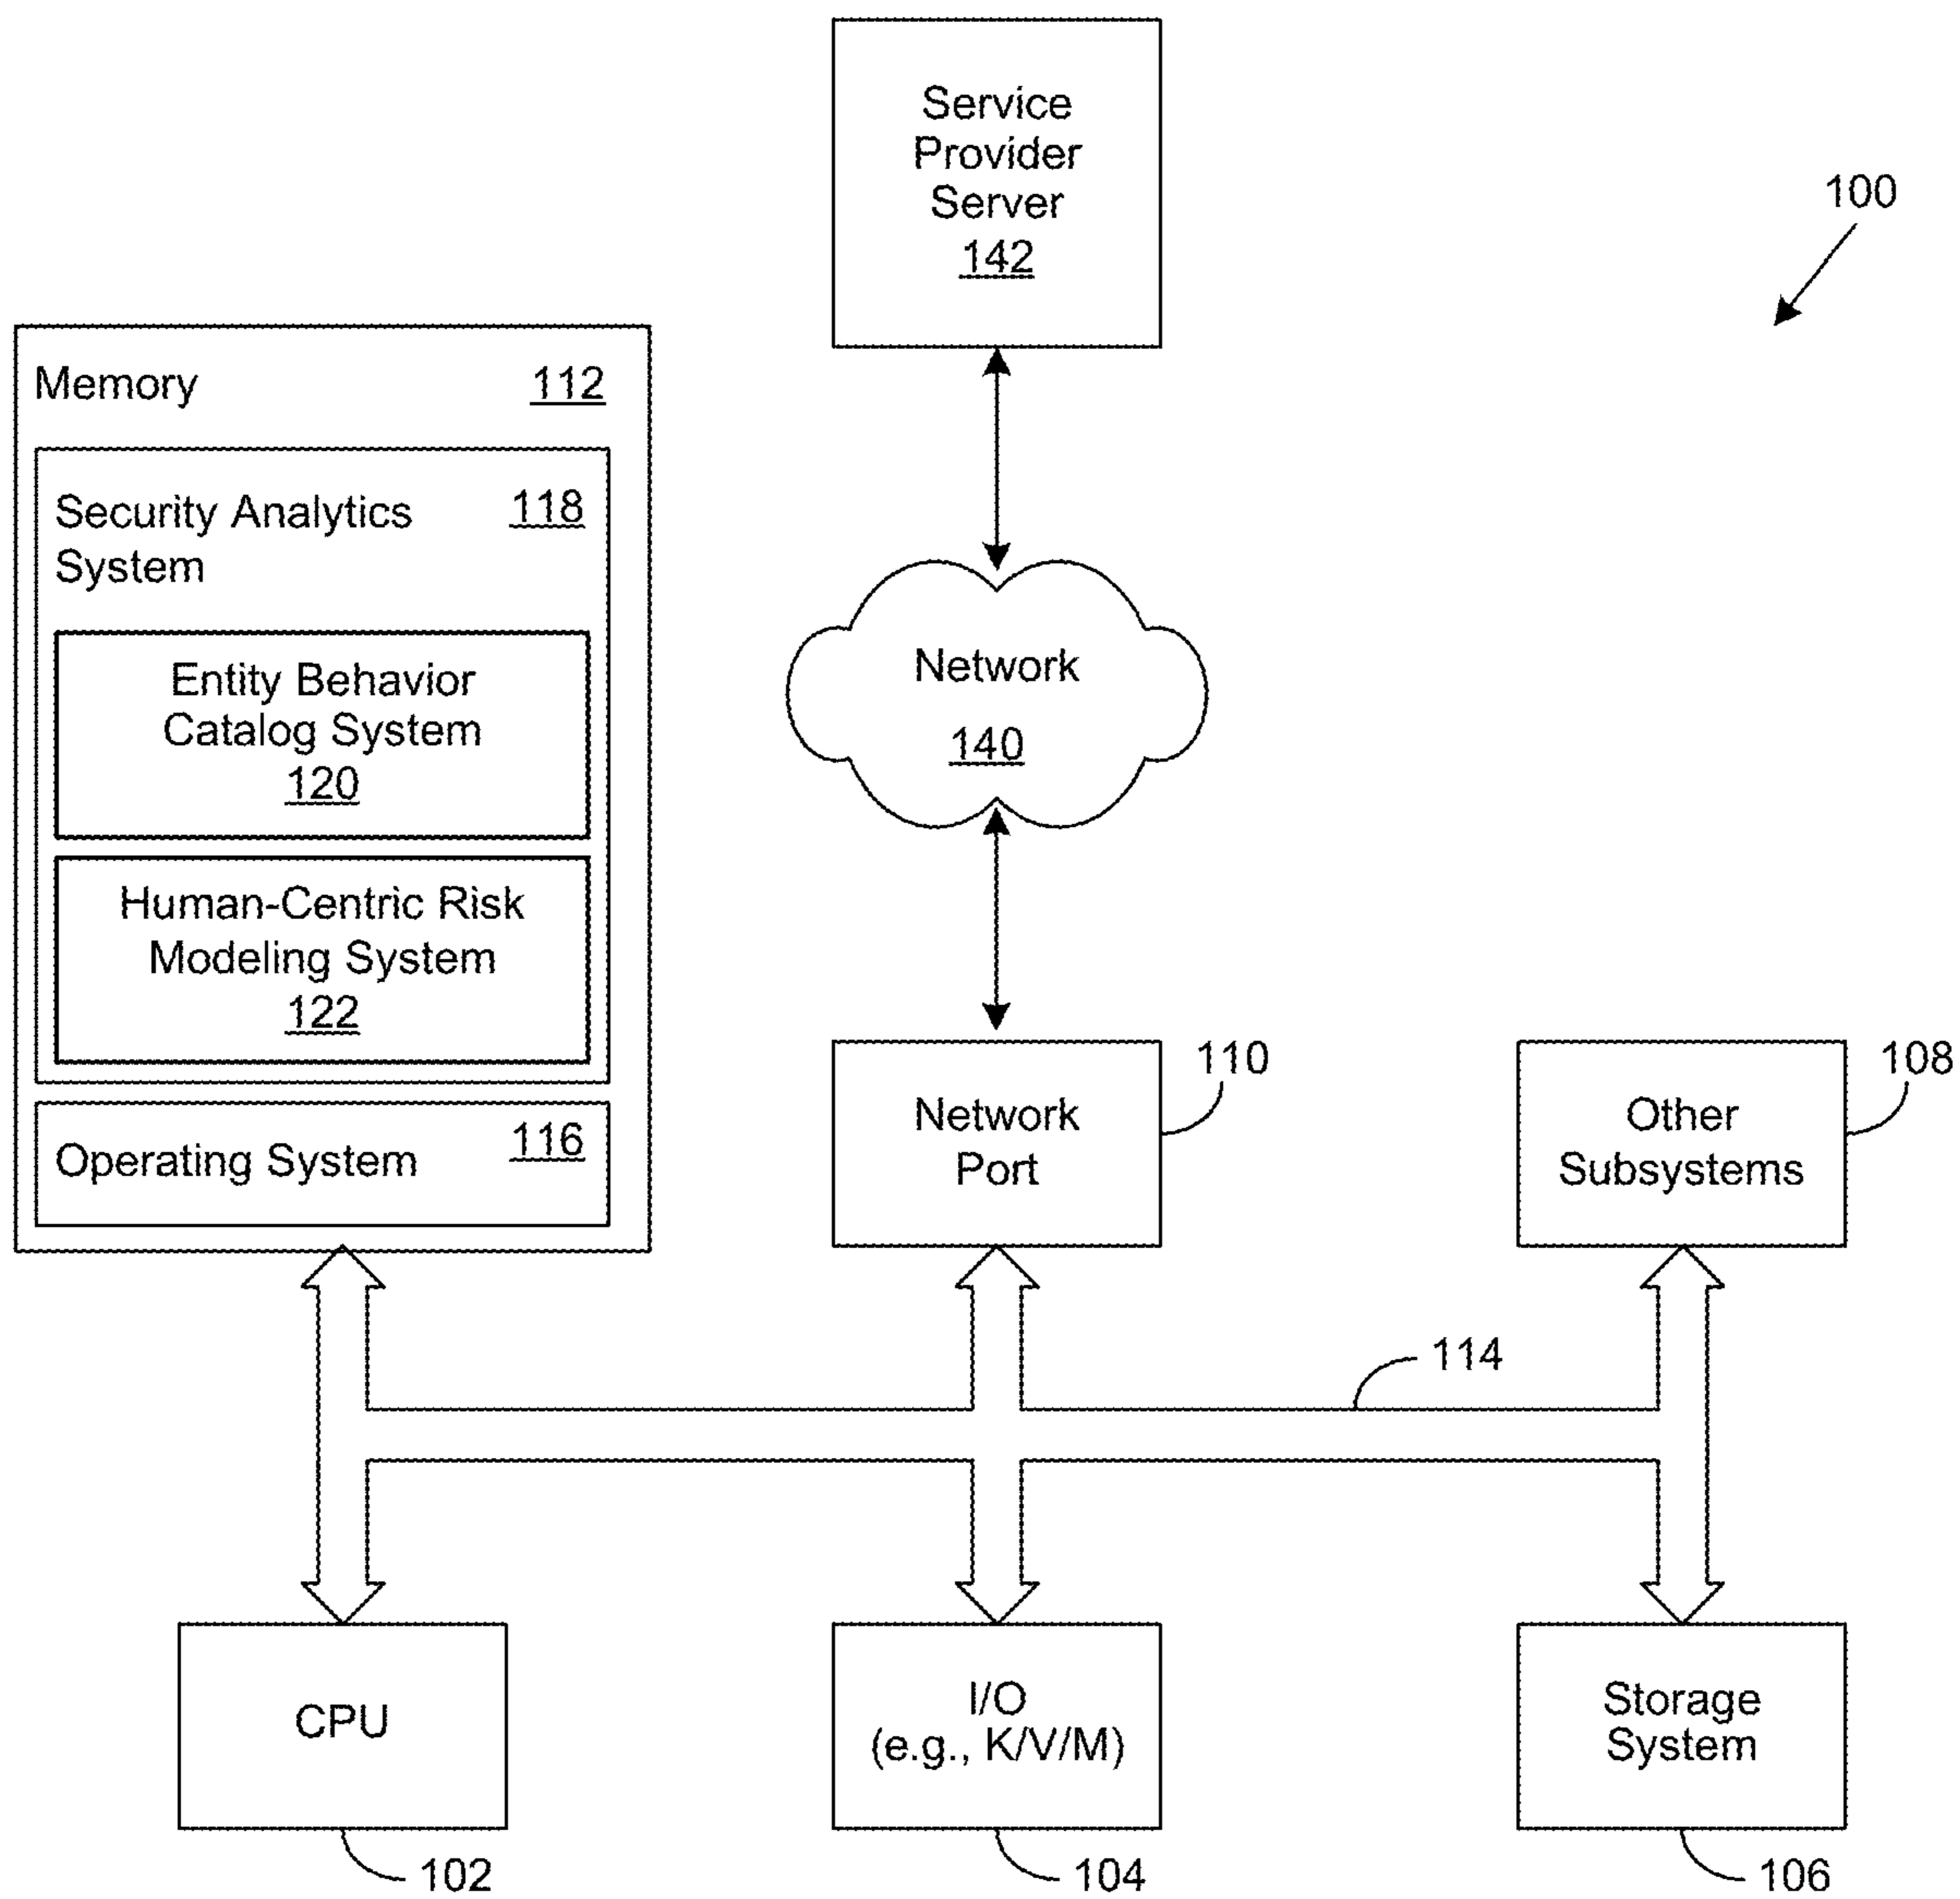 Service
Provider
Server
142
100
Memory 112
Security Analytics 118
System
Entity Behavior
Catalog System
120
Human-Centric Risk
Modeling System
122
Operating System 116
Network
140
Network
Port
110
Other
Subsystems
108
114
CPU
102
I/O
(e.g., K/V/M)
104
Storage
System
106